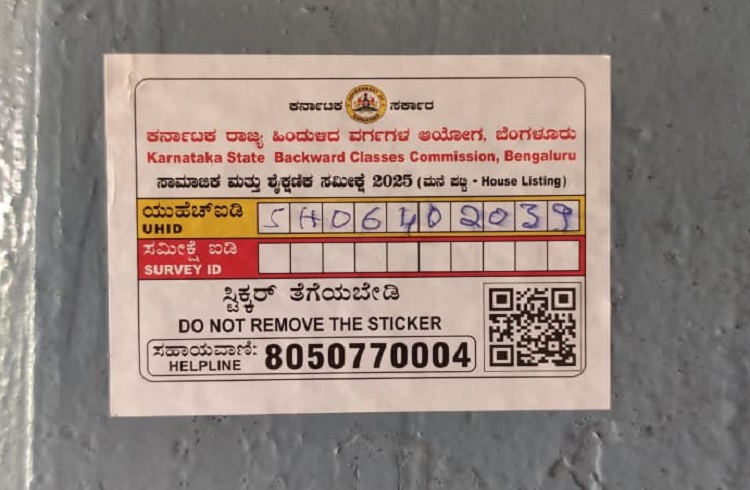 ಕರ್ನಾಟಕ ಸರ್ಕಾರ
ಕರ್ನಾಟಕ ರಾಜ್ಯ ಹಿಂದುಳಿದ ವರ್ಗಗಳ ಆಯೋಗ, ಬೆಂಗಳೂರು
Karnataka State Backward Classes Commission, Bengaluru
ಸಾಮಾಜಿಕ ಮತ್ತು ಶೈಕ್ಷಣಿಕ ಸಮೀಕ್ಷೆ 2025 (ಮನೆ ಪಟ್ಟಿ - House Listing)
ಯುಹೆಚ್‌ಐಡಿ
UHID
SH06402039
ಸಮೀಕ್ಷೆ ಐಡಿ
SURVEY ID
ಸ್ಟಿಕ್ಕರ್ ತೆಗೆಯಬೇಡಿ
DO NOT REMOVE THE STICKER
ಸಹಾಯವಾಣಿ:
HELPLINE
8050770004